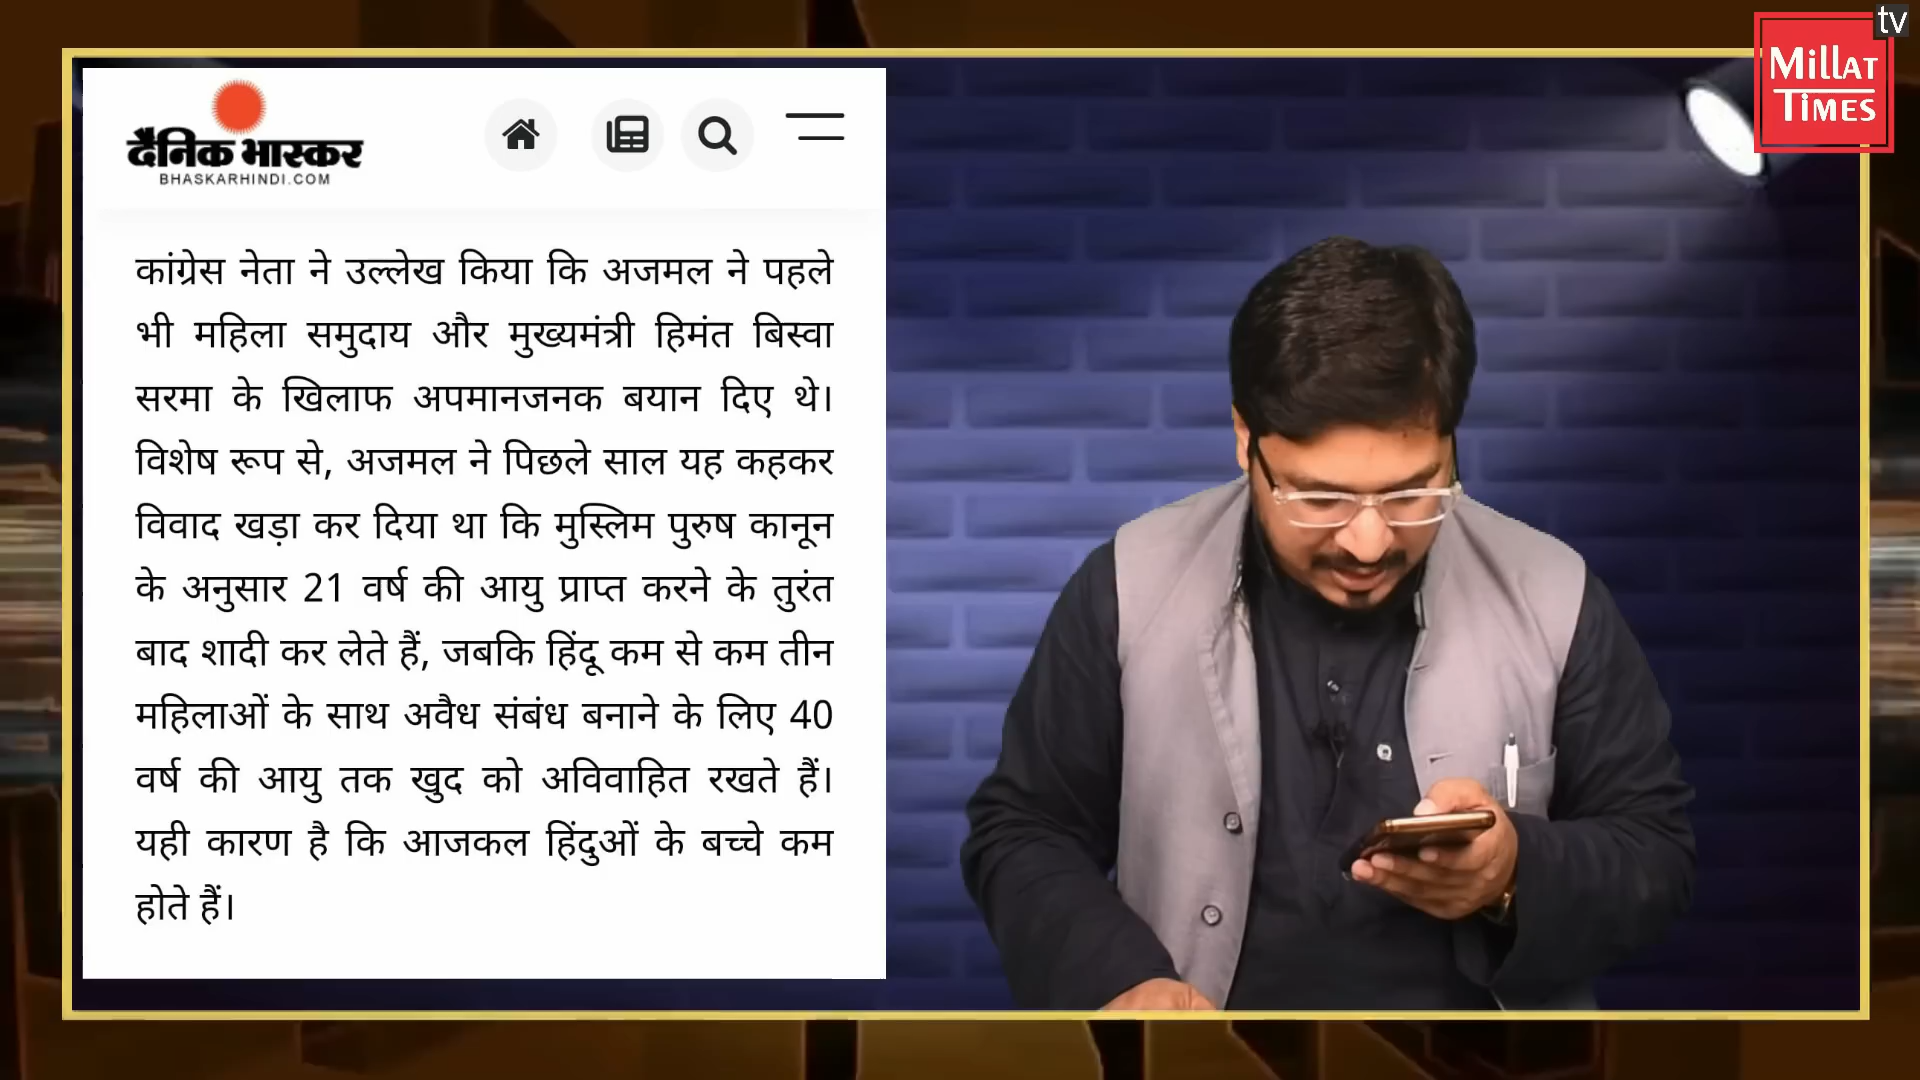 tv
MillAT
TiMES
दैनिक भास्कर
BHASKARHINDI.COM
कांग्रेस नेता ने उल्लेख किया कि अजमल ने पहले
भी महिला समुदाय और मुख्यमंत्री हिमंत बिस्वा
सरमा के खिलाफ अपमानजनक बयान दिए थे।
विशेष रूप से, अजमल ने पिछले साल यह कहकर
विवाद खड़ा कर दिया था कि मुस्लिम पुरुष कानून
के अनुसार 21 वर्ष की आयु प्राप्त करने के तुरंत
बाद शादी कर लेते हैं, जबकि हिंदू कम से कम तीन
महिलाओं के साथ अवैध संबंध बनाने के लिए 40
वर्ष की आयु तक खुद को अविवाहित रखते हैं।
यही कारण है कि आजकल हिंदुओं के बच्चे कम
होते हैं।